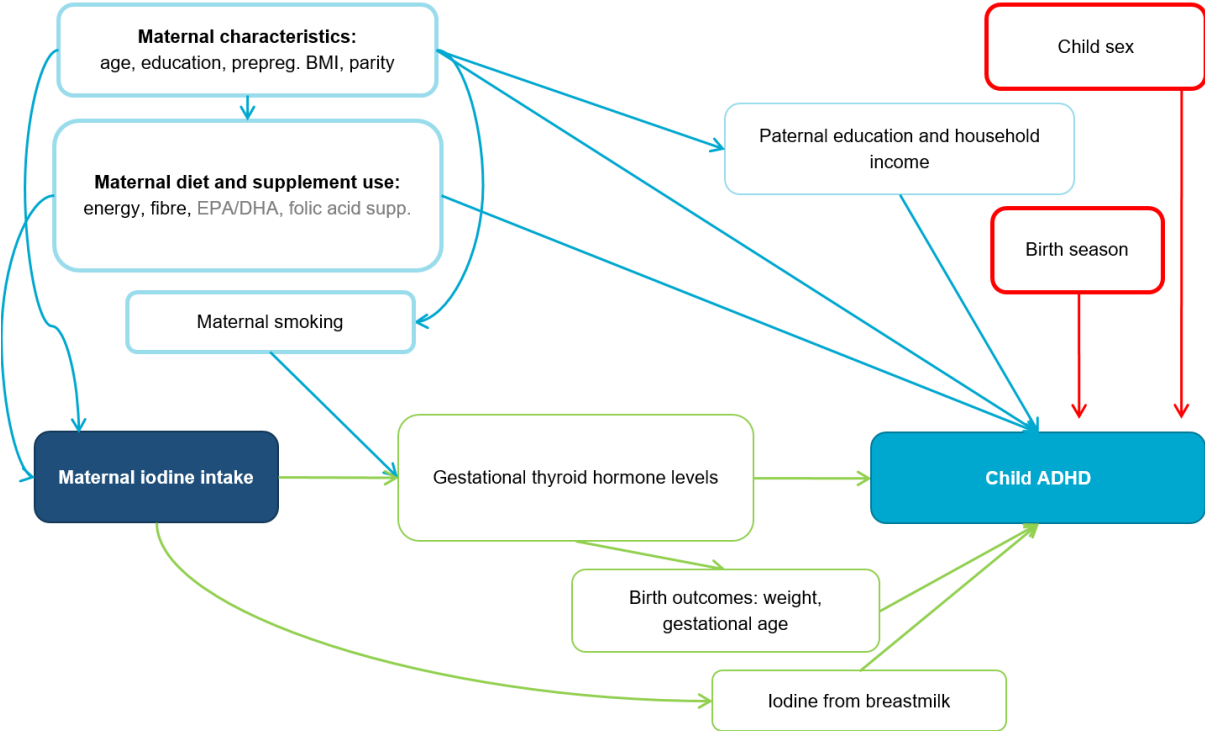 Maternal characteristics:
age, education, prepreg. BMI, parity
Child sex
Paternal education and household
income
Maternal diet and supplement use:
energy, fibre, EPA/DHA, folic acid supp.
Birth season
Maternal smoking
Maternal iodine intake
Gestational thyroid hormone levels
Child ADHD
Birth outcomes: weight,
gestational age
Iodine from breastmilk